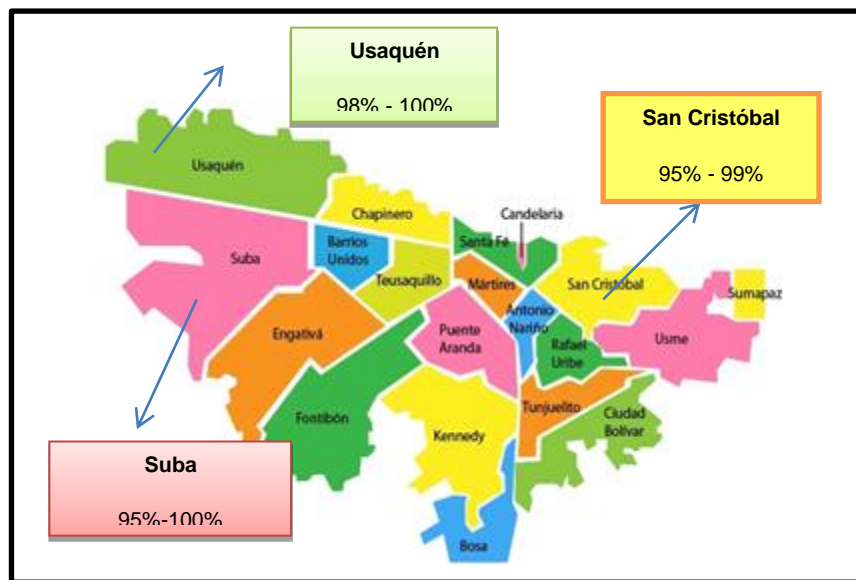 Usaquén
98% - 100%
San Cristóbal
95% - 99%
Usaquén
Chapinero
Candelaria
Santa Fé
Barrios
Unidos
Suba
Teusaquillo
Mártires
San Cristóbal
Sumapaz
Antonio
Nariño
Engativá
Puente
Aranda
Rafael
Uribe
Usme
Fontibón
Tunjuelito
Ciudad
Bolívar
Kennedy
Bosa
Suba
95%-100%